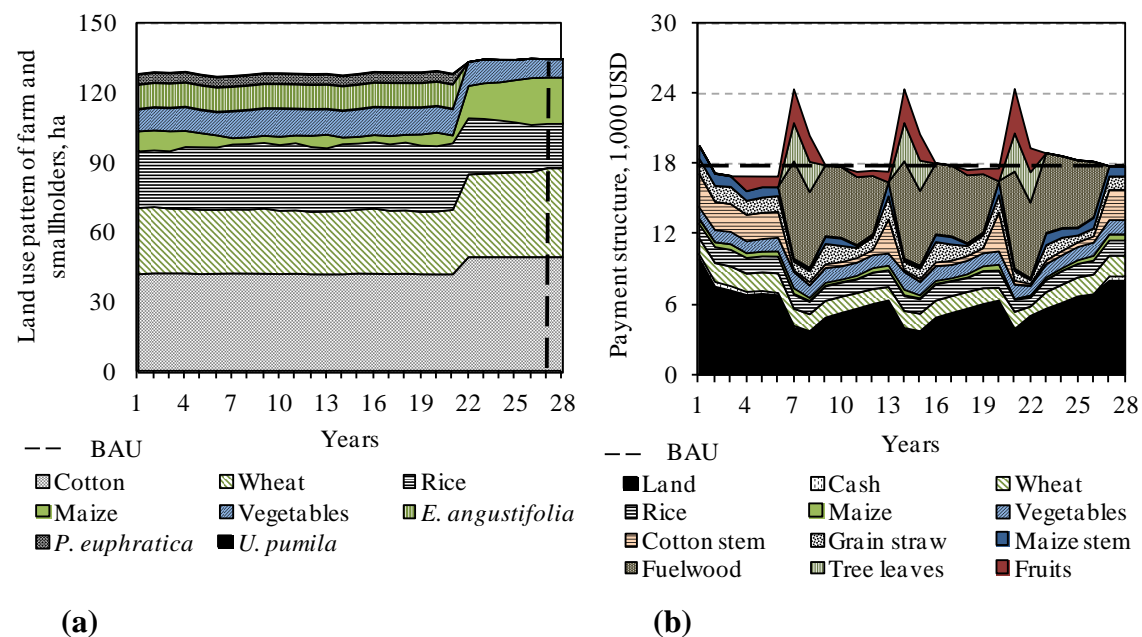 Land use pattern of farm and
smallholders, ha
150
120
90
60
30
0
1 4 7 10 13 16 19 22 25 28
Years
BAU
Cotton Wheat Rice
Maize Vegetables E. angustifolia
P. euphratica U. pumila
(a)
Payment structure, 1,000 USD
30
24
18
12
6
0
1 4 7 10 13 16 19 22 25 28
Years
BAU
Land Cash Wheat
Rice Maize Vegetables
Cotton stem Grain straw Maize stem
Fuelwood Tree leaves Fruits
(b)